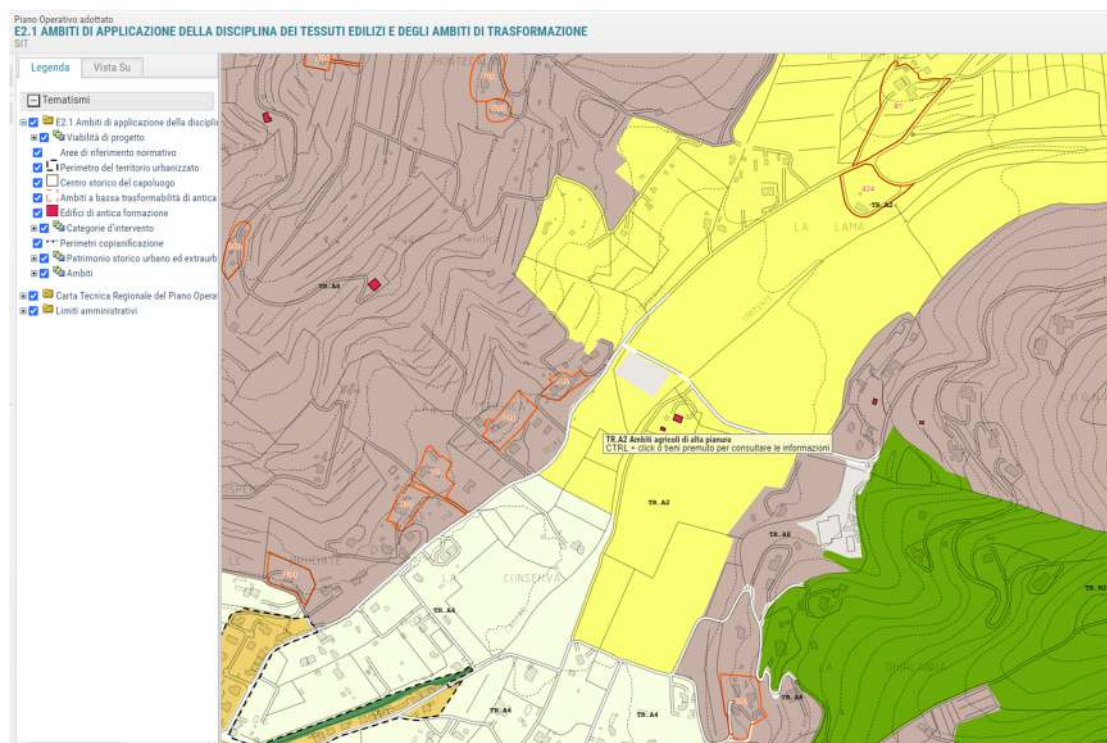 Piano Operativo adottato
E2.1 AMBITI DI APPLICAZIONE DELLA DISCIPLINA DEI TESSUTI EDILIZI E DEGLI AMBITI DI TRASFORMAZIONE
SIT
Legenda
Vista Su
Tematismi
E2.1 Ambiti di applicazione della disciplin
Viabilità di progetto
Aree di riferimento normativo
Perimetro del territorio urbanizzato
Centro storico del capoluogo
Ambiti a bassa trasformabilità di antica
Edifici di antica formazione
Categorie d'intervento
Perimetri copianificazione
Patrimonio storico urbano ed extraurb
Ambiti
Carta Tecnica Regionale del Piano Opera
Limiti amministrativi
81
424
TR.A2
LA LAMA
TR.A2 Ambiti agricoli di alta pianura
CTRL + click o tieni premuto per consultare le informazioni
TR.A2
LA CONSERVA
TR.A4
TR.A4
TR.A4